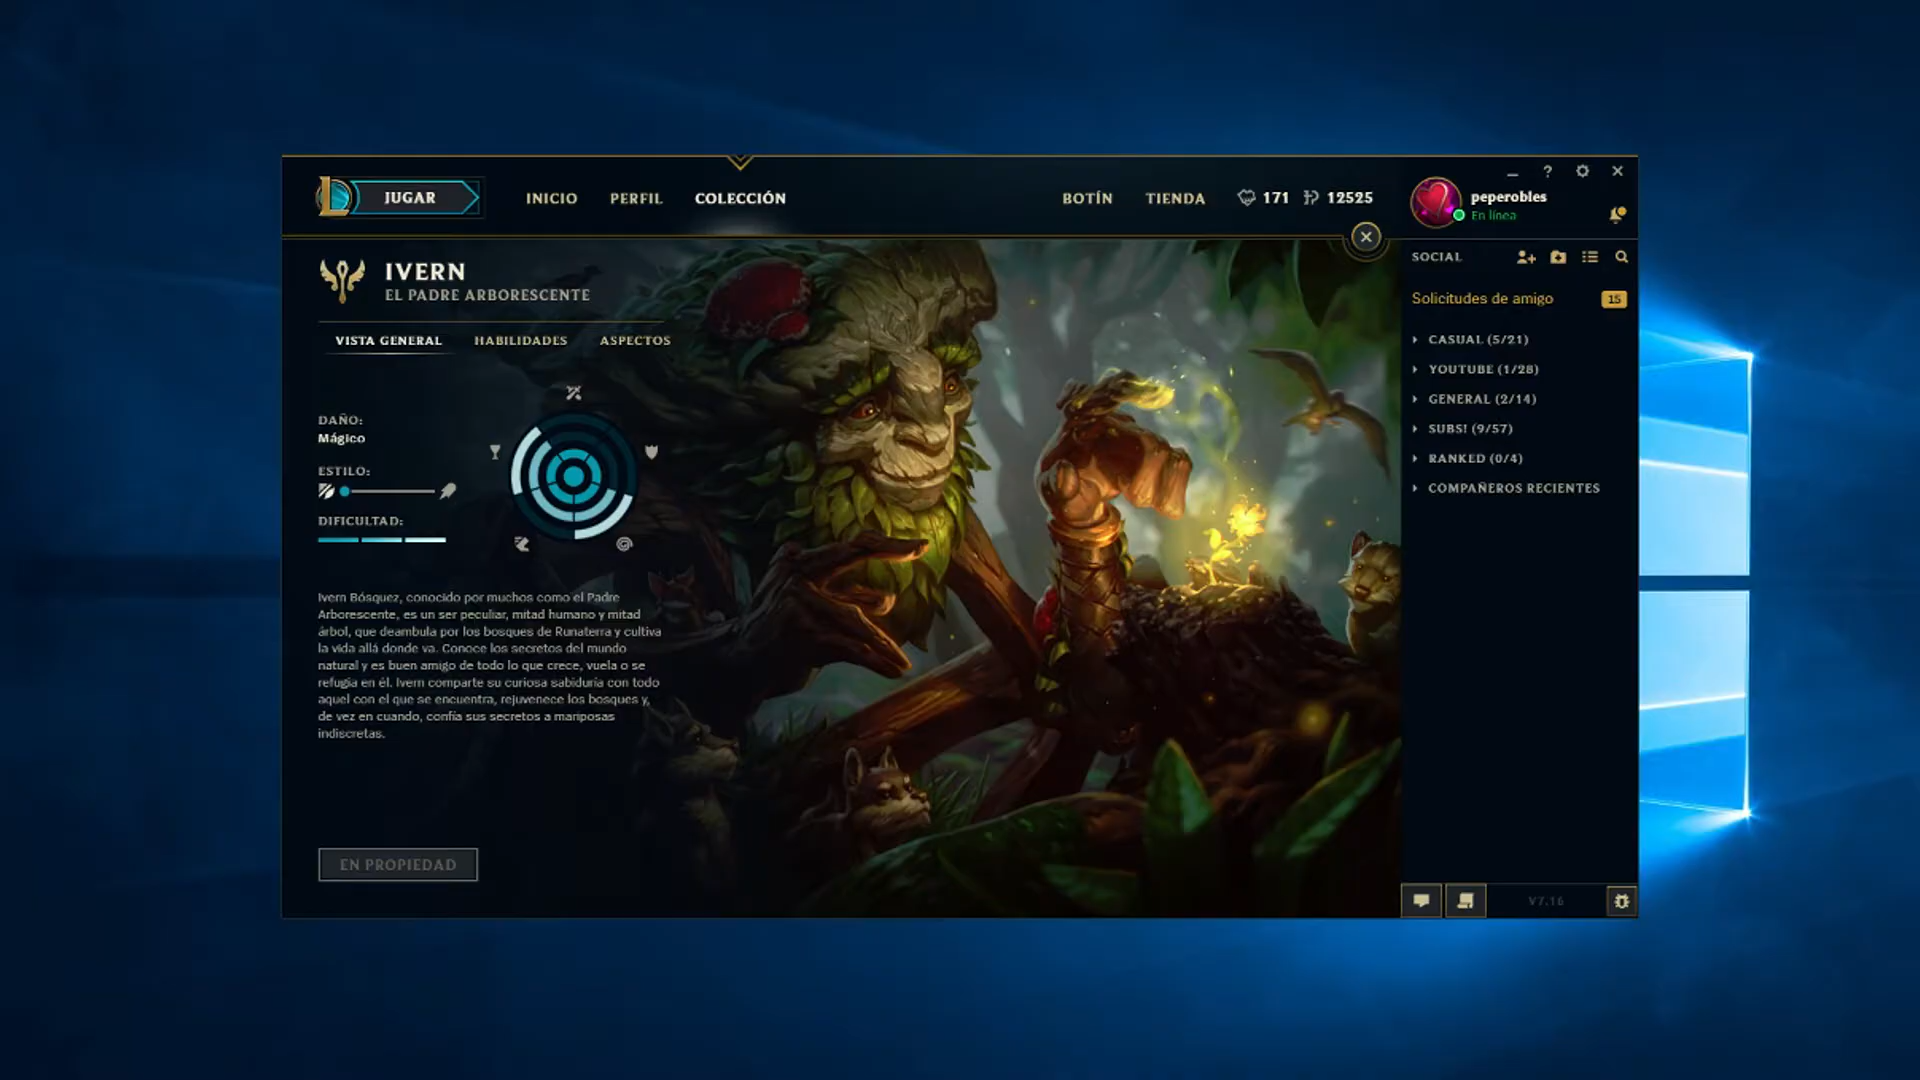 JUGAR
INICIO
PERFIL
COLECCIÓN
BOTÍN
TIENDA
171
12525
?
peperobles
En línea
IVERN
EL PADRE ARBORESCENTE
VISTA GENERAL
HABILIDADES
ASPECTOS
DAÑO:
Mágico
ESTILO:
DIFICULTAD:
Ivern Bósquez, conocido por muchos como el Padre
Arborescente, es un ser peculiar, mitad humano y mitad
árbol, que deambula por los bosques de Runaterra y cultiva
la vida allá donde va. Conoce los secretos del mundo
natural y es buen amigo de todo lo que crece, vuela o se
refugia en él. Ivern comparte su curiosa sabiduría con todo
aquel con el que se encuentra, rejuvenece los bosques y,
de vez en cuando, confía sus secretos a mariposas
indiscretas.
EN PROPIEDAD
SOCIAL
Solicitudes de amigo
15
CASUAL (5/21)
YOUTUBE (1/28)
GENERAL (2/14)
SUBS! (9/57)
RANKED (0/4)
COMPAÑEROS RECIENTES
V7.16